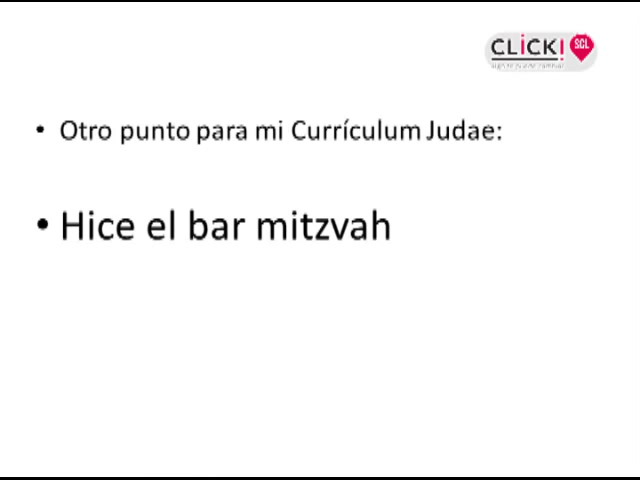 CLiCK!
SCL
• Otro punto para mi Currículum Judae:
• Hice el bar mitzvah